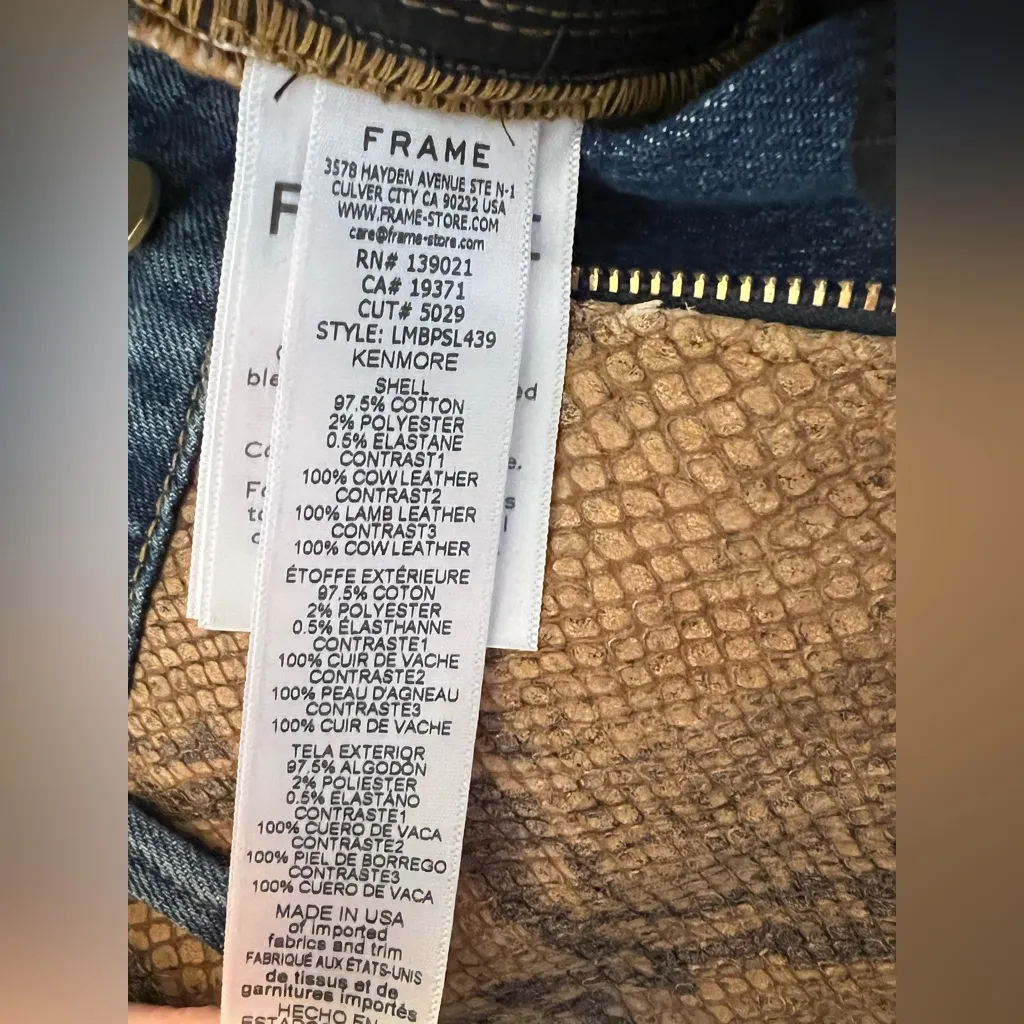 FRAME
3578 HAYDEN AVENUE STE N-1
CULVER CITY CA 90232 USA
WWW.FRAME-STORE.COM
care@frame-store.com
RN# 139021
CA# 19371
CUT# 5029
STYLE: LMBPSL439
KENMORE
SHELL
97.5% COTTON
2% POLYESTER
0.5% ELASTANE
CONTRAST1
100% COW LEATHER
CONTRAST2
100% LAMB LEATHER
CONTRAST3
100% COW LEATHER
ÉTOFFE EXTÉRIEURE
97.5% COTON
2% POLYESTER
0.5% ÉLASTHANNE
CONTRASTE1
100% CUIR DE VACHE
CONTRASTE2
100% PEAU D'AGNEAU
CONTRASTE3
100% CUIR DE VACHE
TELA EXTERIOR
97.5% ALGODÓN
2% POLIÉSTER
0.5% ELASTANO
CONTRASTE1
100% CUERO DE VACA
CONTRASTE2
100% PIEL DE BORREGO
CONTRASTE3
100% CUERO DE VACA
MADE IN USA
of imported
fabrics and trim
FABRIQUÉ AUX ÉTATS-UNIS
de tissus et de
garnitures importés
HECHO EN